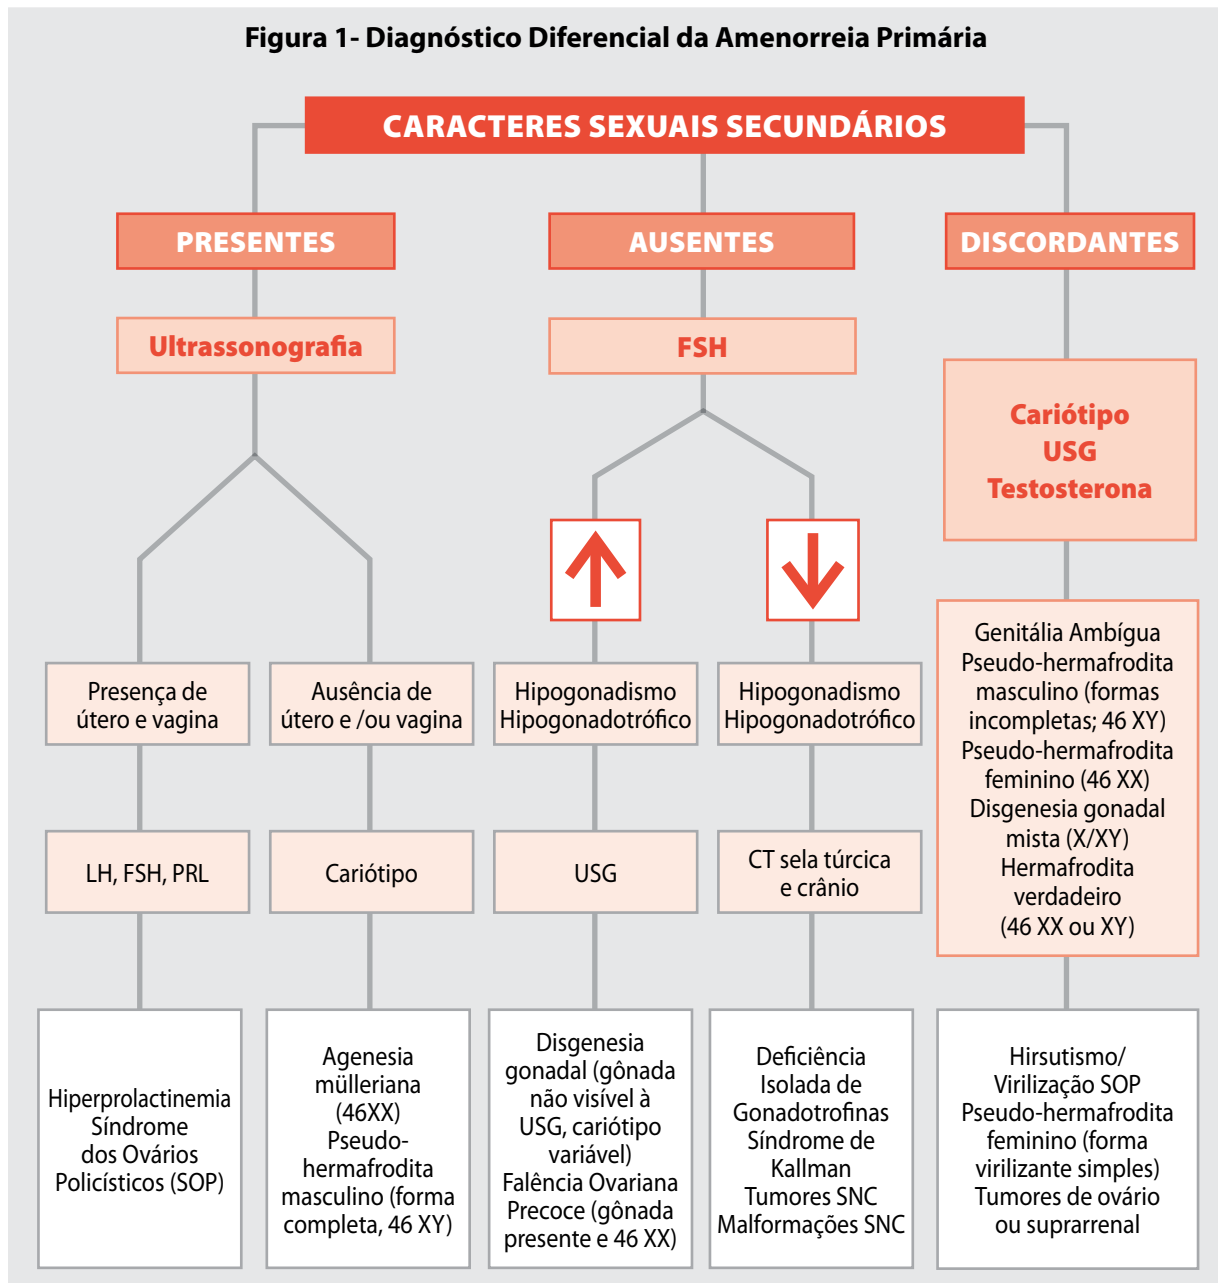 Figura 1- Diagnóstico Diferencial da Amenorreia Primária
CARACTERES SEXUAIS SECUNDÁRIOS
PRESENTES
AUSENTES
DISCORDANTES
Ultrassonografia
FSH
Cariótipo
USG
Testosterona
Presença de
útero e vagina
Ausência de
útero e /ou vagina
Hipogonadismo
Hipogonadotrófico
Hipogonadismo
Hipogonadotrófico
Genitália Ambígua
Pseudo-hermafrodita
masculino (formas
incompletas; 46 XY)
Pseudo-hermafrodita
feminino (46 XX)
Disgenesia gonadal
mista (X/XY)
Hermafrodita
verdadeiro
(46 XX ou XY)
LH, FSH, PRL
Cariótipo
USG
CT sela túrcica
e crânio
Hiperprolactinemia
Síndrome
dos Ovários
Policísticos (SOP)
Agenesia
mülleriana
(46XX)
Pseudo-
hermafrodita
masculino (forma
completa, 46 XY)
Disgenesia
gonadal (gônada
não visível à
USG, cariótipo
variável)
Falência Ovariana
Precoce (gônada
presente e 46 XX)
Deficiência
Isolada de
Gonadotrofinas
Síndrome de
Kallman
Tumores SNC
Malformações SNC
Hirsutismo/
Virilização SOP
Pseudo-hermafrodita
feminino (forma
virilizante simples)
Tumores de ovário
ou suprarrenal